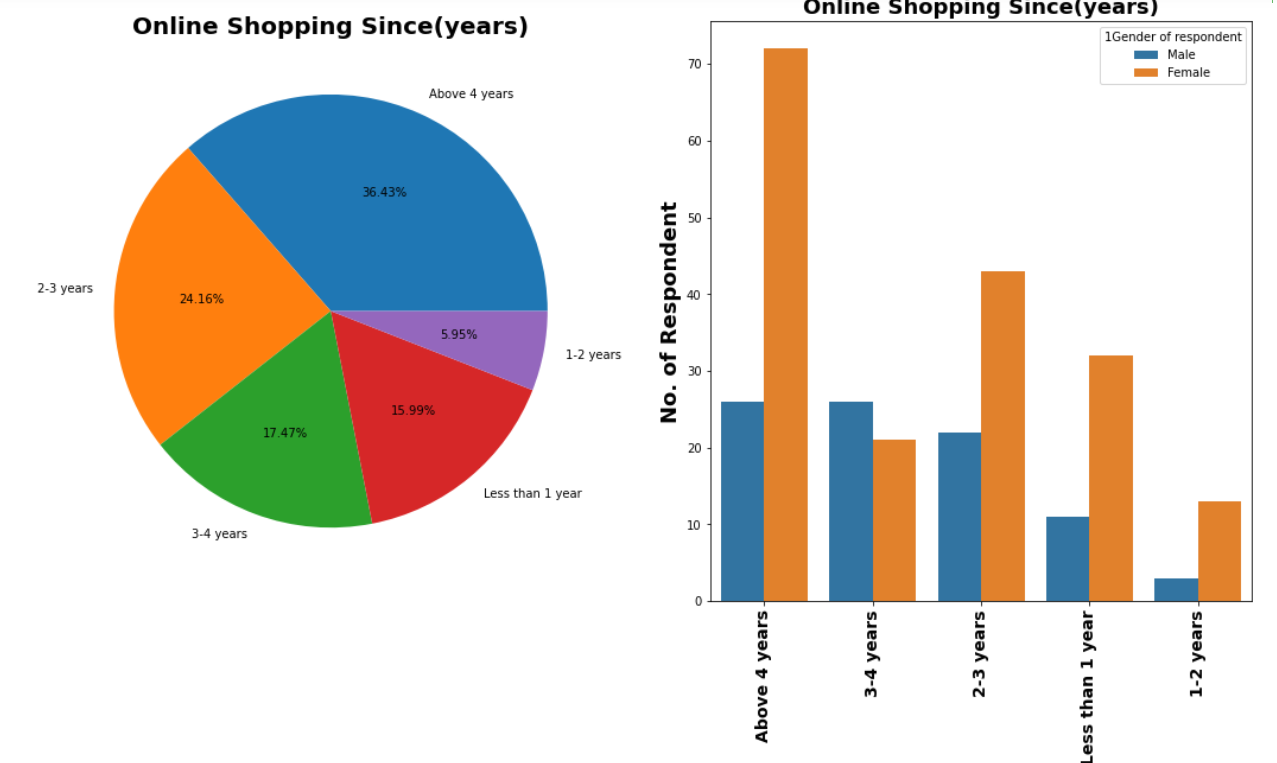 Online Shopping Since(years)
Above 4 years
36.43%
2-3 years
24.16%
5.95%
1-2 years
15.99%
17.47%
Less than 1 year
3-4 years
Online Shopping Since(years)
1Gender of respondent
Male
Female
No. of Respondent
70
60
50
40
30
20
10
0
Above 4 years
3-4 years
2-3 years
Less than 1 year
1-2 years